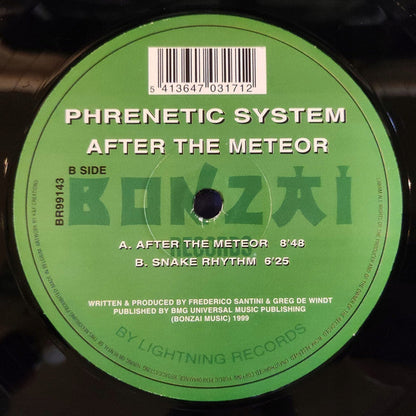 5 413647 031712
PHRENETIC SYSTEM
AFTER THE METEOR
B SIDE
BR99143
BONZAI
RECORDS
A. AFTER THE METEOR 8'48
B. SNAKE RHYTHM 6'25
WRITTEN & PRODUCED BY FREDERICO SANTINI & GREG DE WINDT
PUBLISHED BY BMG UNIVERSAL MUSIC PUBLISHING
(BONZAI MUSIC) 1999
BY LIGHTNING RECORDS